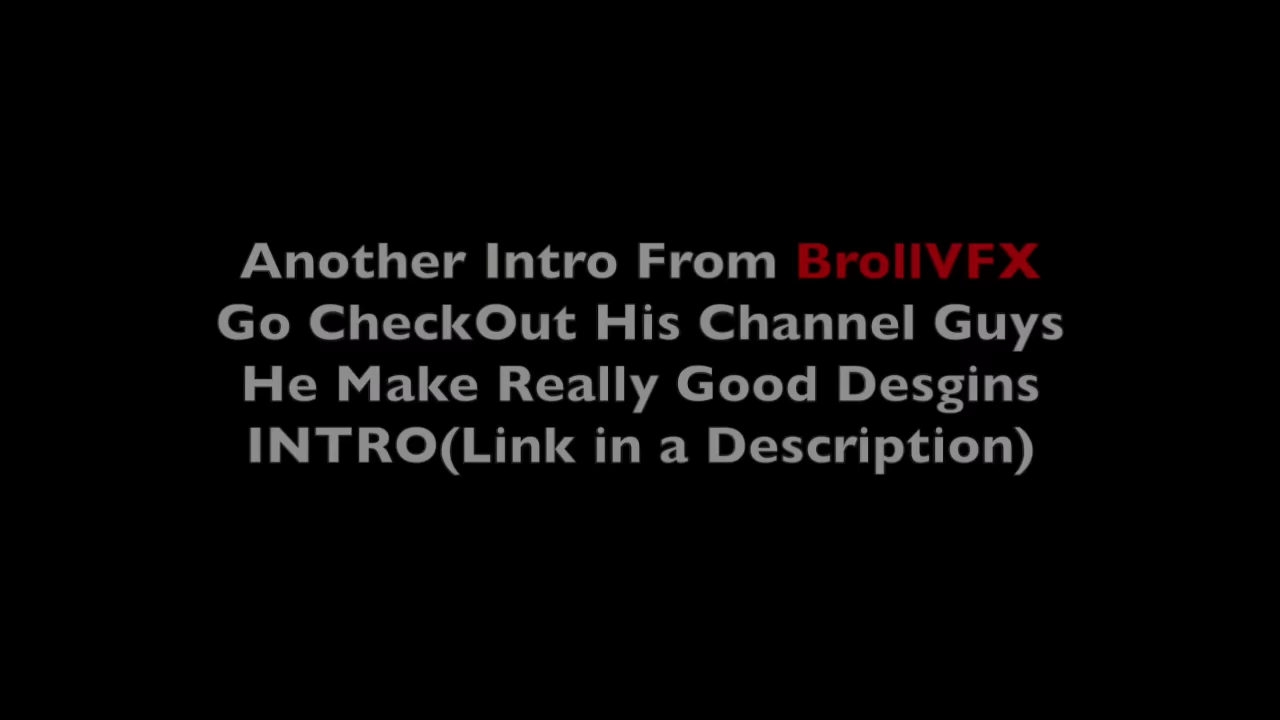 Another Intro From BrollVFX
Go CheckOut His Channel Guys
He Make Really Good Desgins
INTRO(Link in a Description)